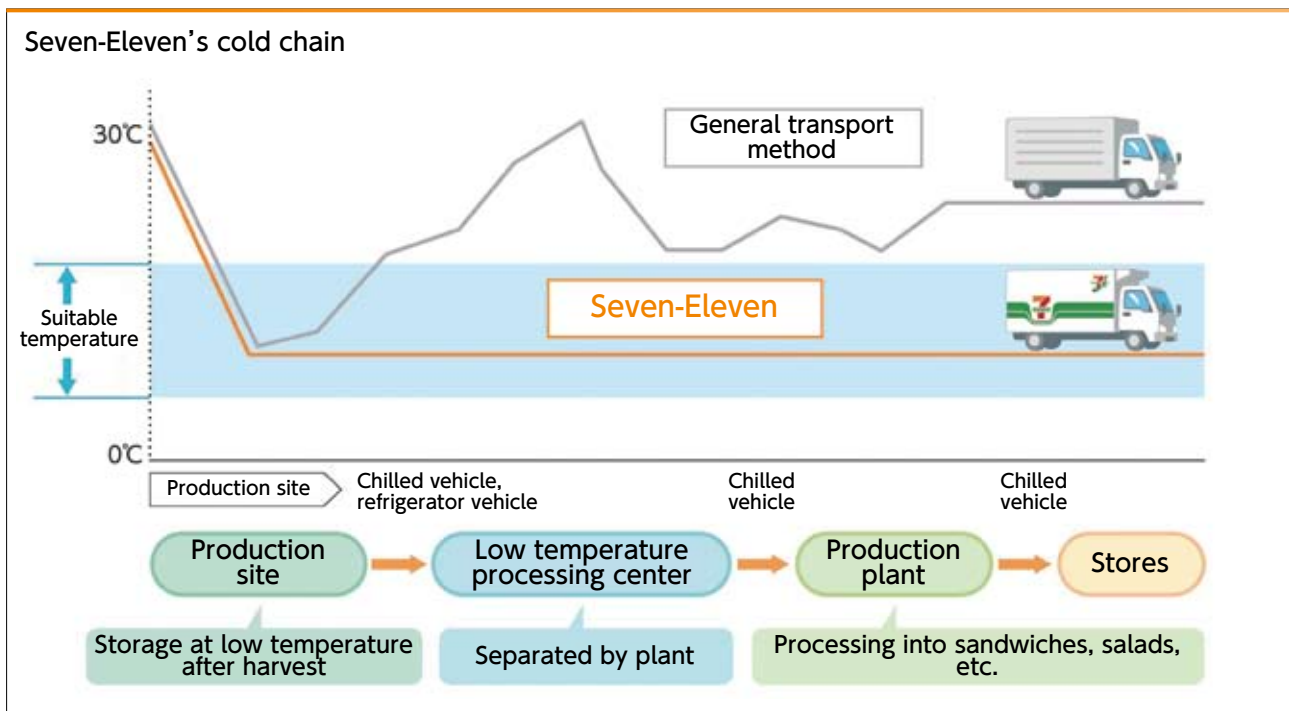 Seven-Eleven’s cold chain
30℃
General transport
method
Seven-Eleven
Suitable
temperature
0℃
Production site
Chilled vehicle,
refrigerator vehicle
Chilled
vehicle
Chilled
vehicle
Production
site
Low temperature
processing center
Production
plant
Stores
Storage at low temperature
after harvest
Separated by plant
Processing into sandwiches, salads,
etc.